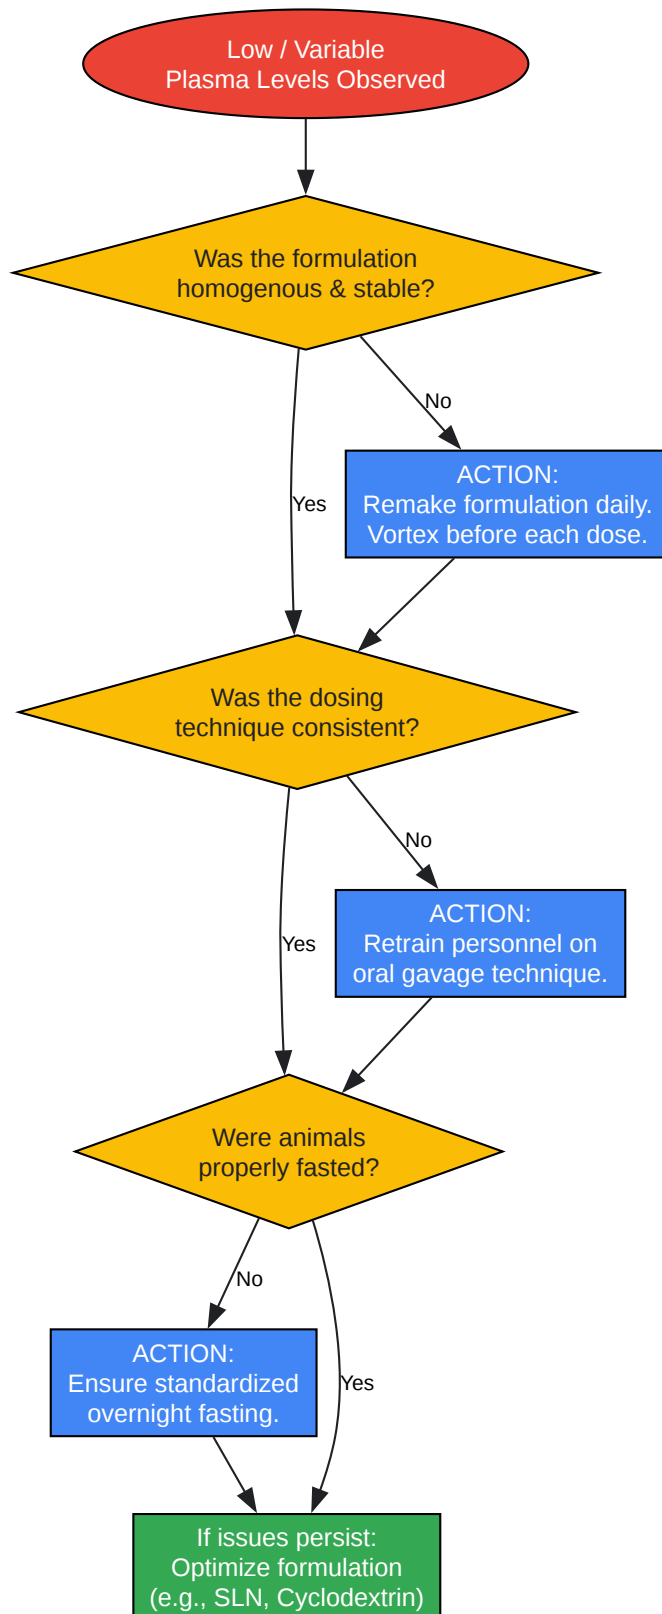 Low / Variable
Plasma Levels Observed
Was the formulation
homogenous & stable?
No
ACTION:
Remake formulation daily.
Vortex before each dose.
Yes
Was the dosing
technique consistent?
No
ACTION:
Retrain personnel on
oral gavage technique.
Yes
Were animals
properly fasted?
No
ACTION:
Ensure standardized
overnight fasting.
Yes
If issues persist:
Optimize formulation
(e.g., SLN, Cyclodextrin)